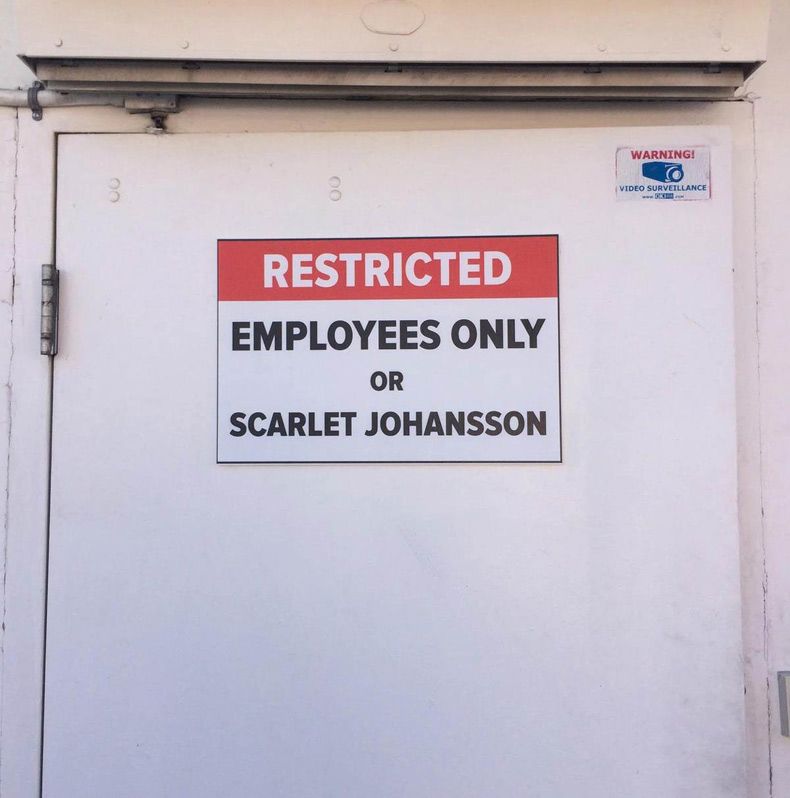 WARNING!
VIDEO SURVEILLANCE
RESTRICTED
EMPLOYEES ONLY
OR
SCARLET JOHANSSON